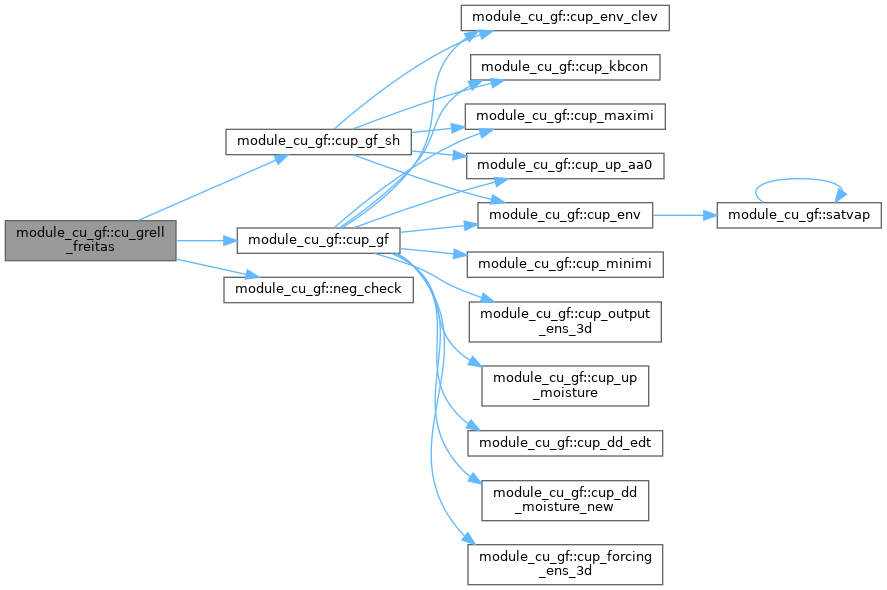 module_cu_gf::cup_env_clev
module_cu_gf::cup_kbcon
module_cu_gf::cup_maximi
module_cu_gf::cup_gf_sh
module_cu_gf::cup_up_aa0
module_cu_gf::cup_env
module_cu_gf::satvap
module_cu_gf::cu_grell
_freitas
module_cu_gf::cup_gf
module_cu_gf::cup_minimi
module_cu_gf::neg_check
module_cu_gf::cup_output
_ens_3d
module_cu_gf::cup_up
_moisture
module_cu_gf::cup_dd_edt
module_cu_gf::cup_dd
_moisture_new
module_cu_gf::cup_forcing
_ens_3d